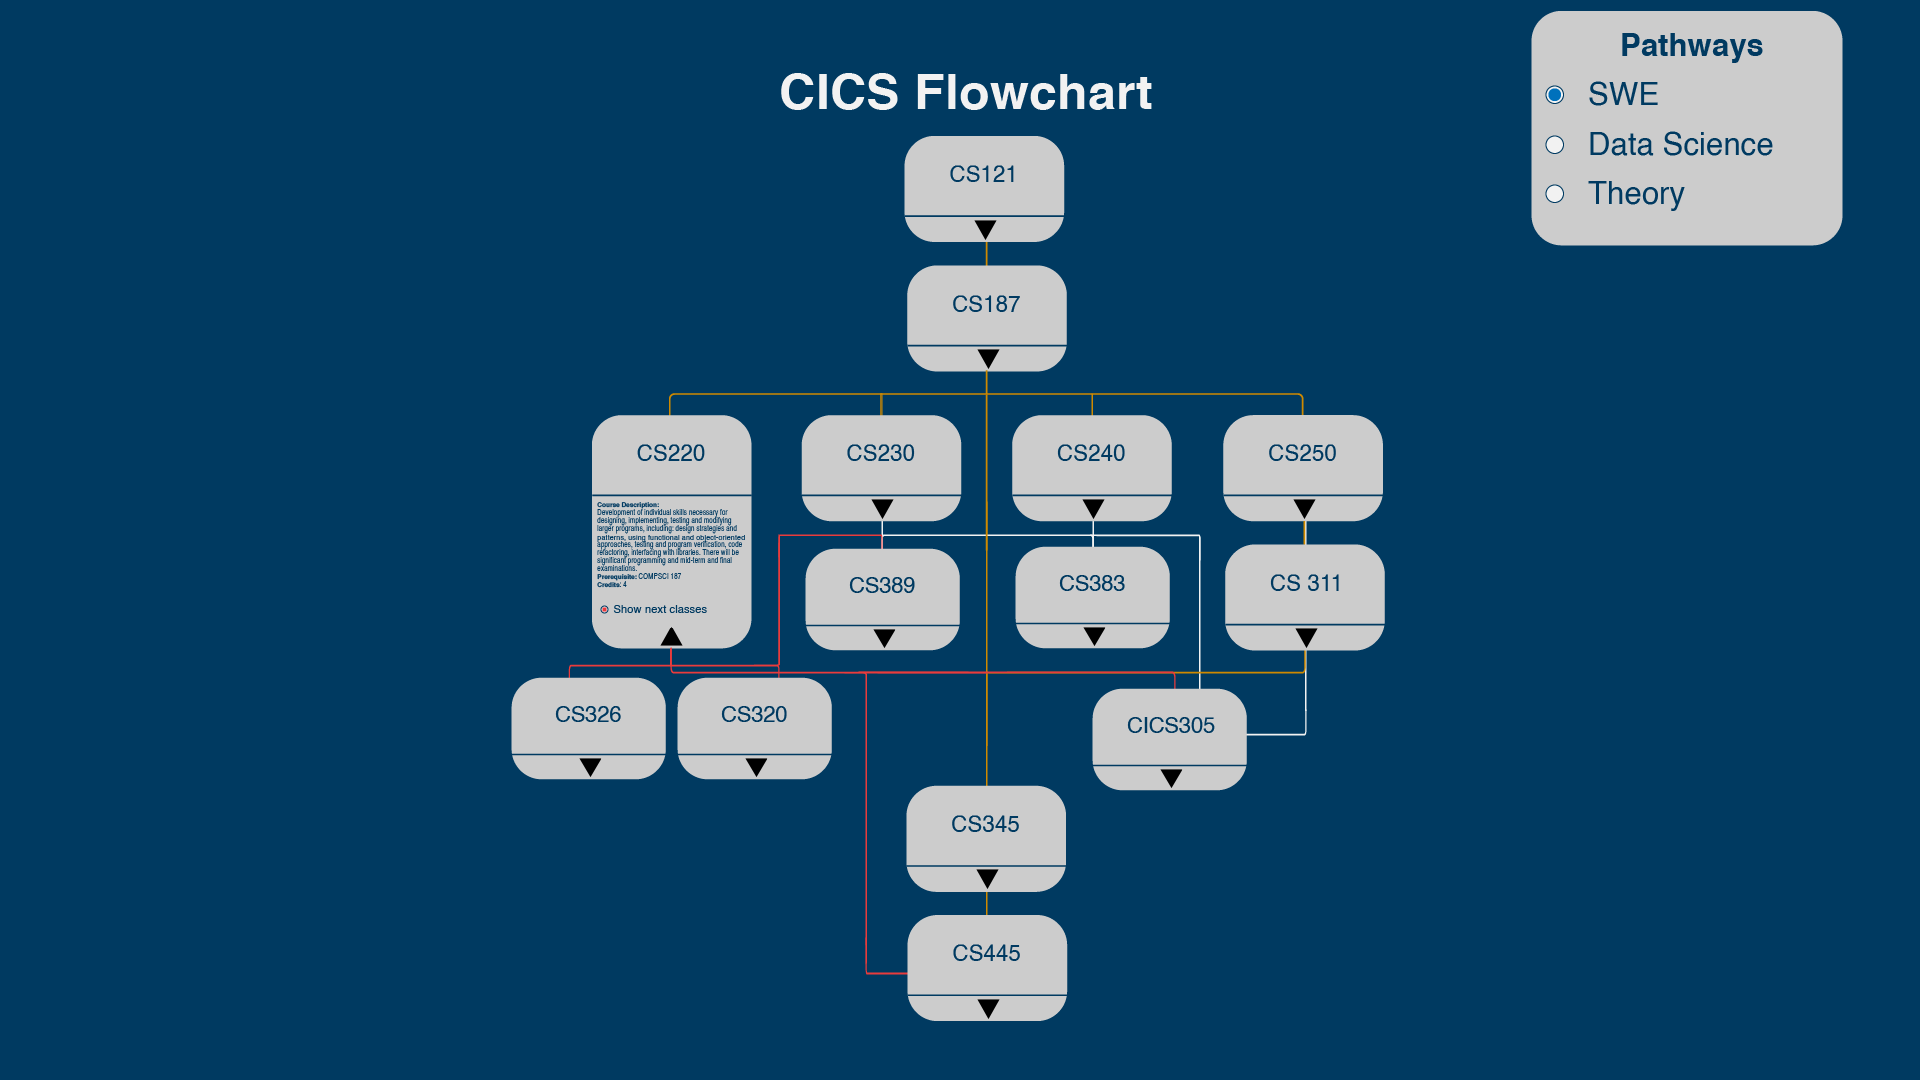 Pathways
SWE
Data Science
Theory
CICS Flowchart
CS121
CS187
CS220
CS230
CS240
CS250
Course Description:
Development of individual skills necessary for
designing, implementing, testing and modifying
larger programs, including: design strategies and
patterns, using functional and object-oriented
approaches, testing and program verification, code
refactoring, interfacing with libraries. There will be
significant programming and mid-term and final
examinations.
Prerequisite: COMPSCI 187
Credits: 4
Show next classes
CS389
CS383
CS 311
CS326
CS320
CICS305
CS345
CS445